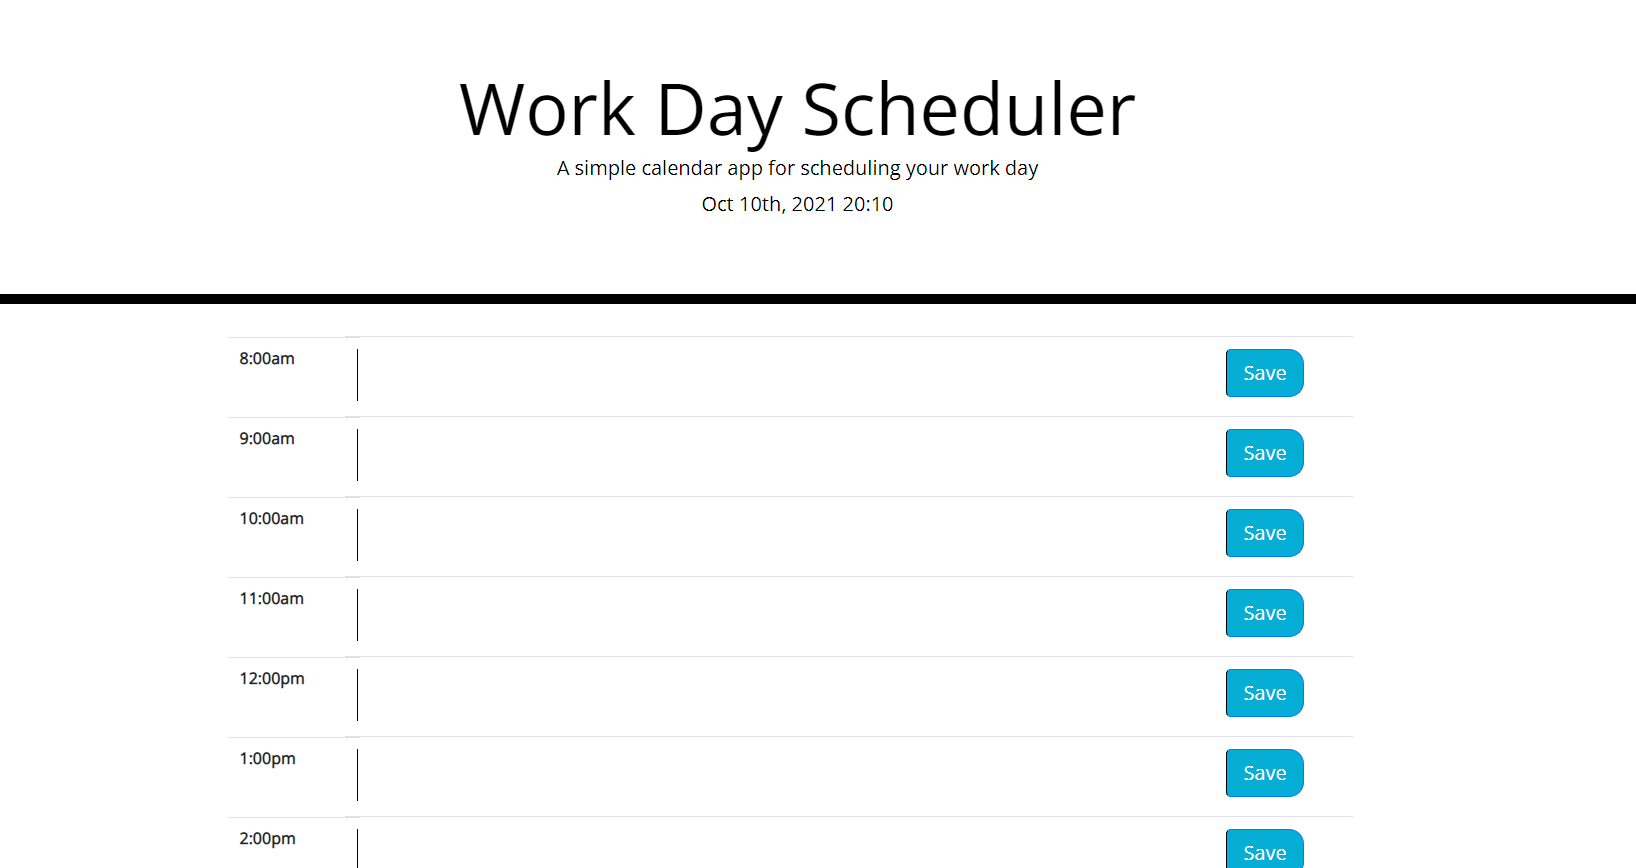 Work Day Scheduler
A simple calendar app for scheduling your work day
Oct 10th, 2021 20:10
8:00am Save
9:00am Save
10:00am Save
11:00am Save
12:00pm Save
1:00pm Save
2:00pm Save